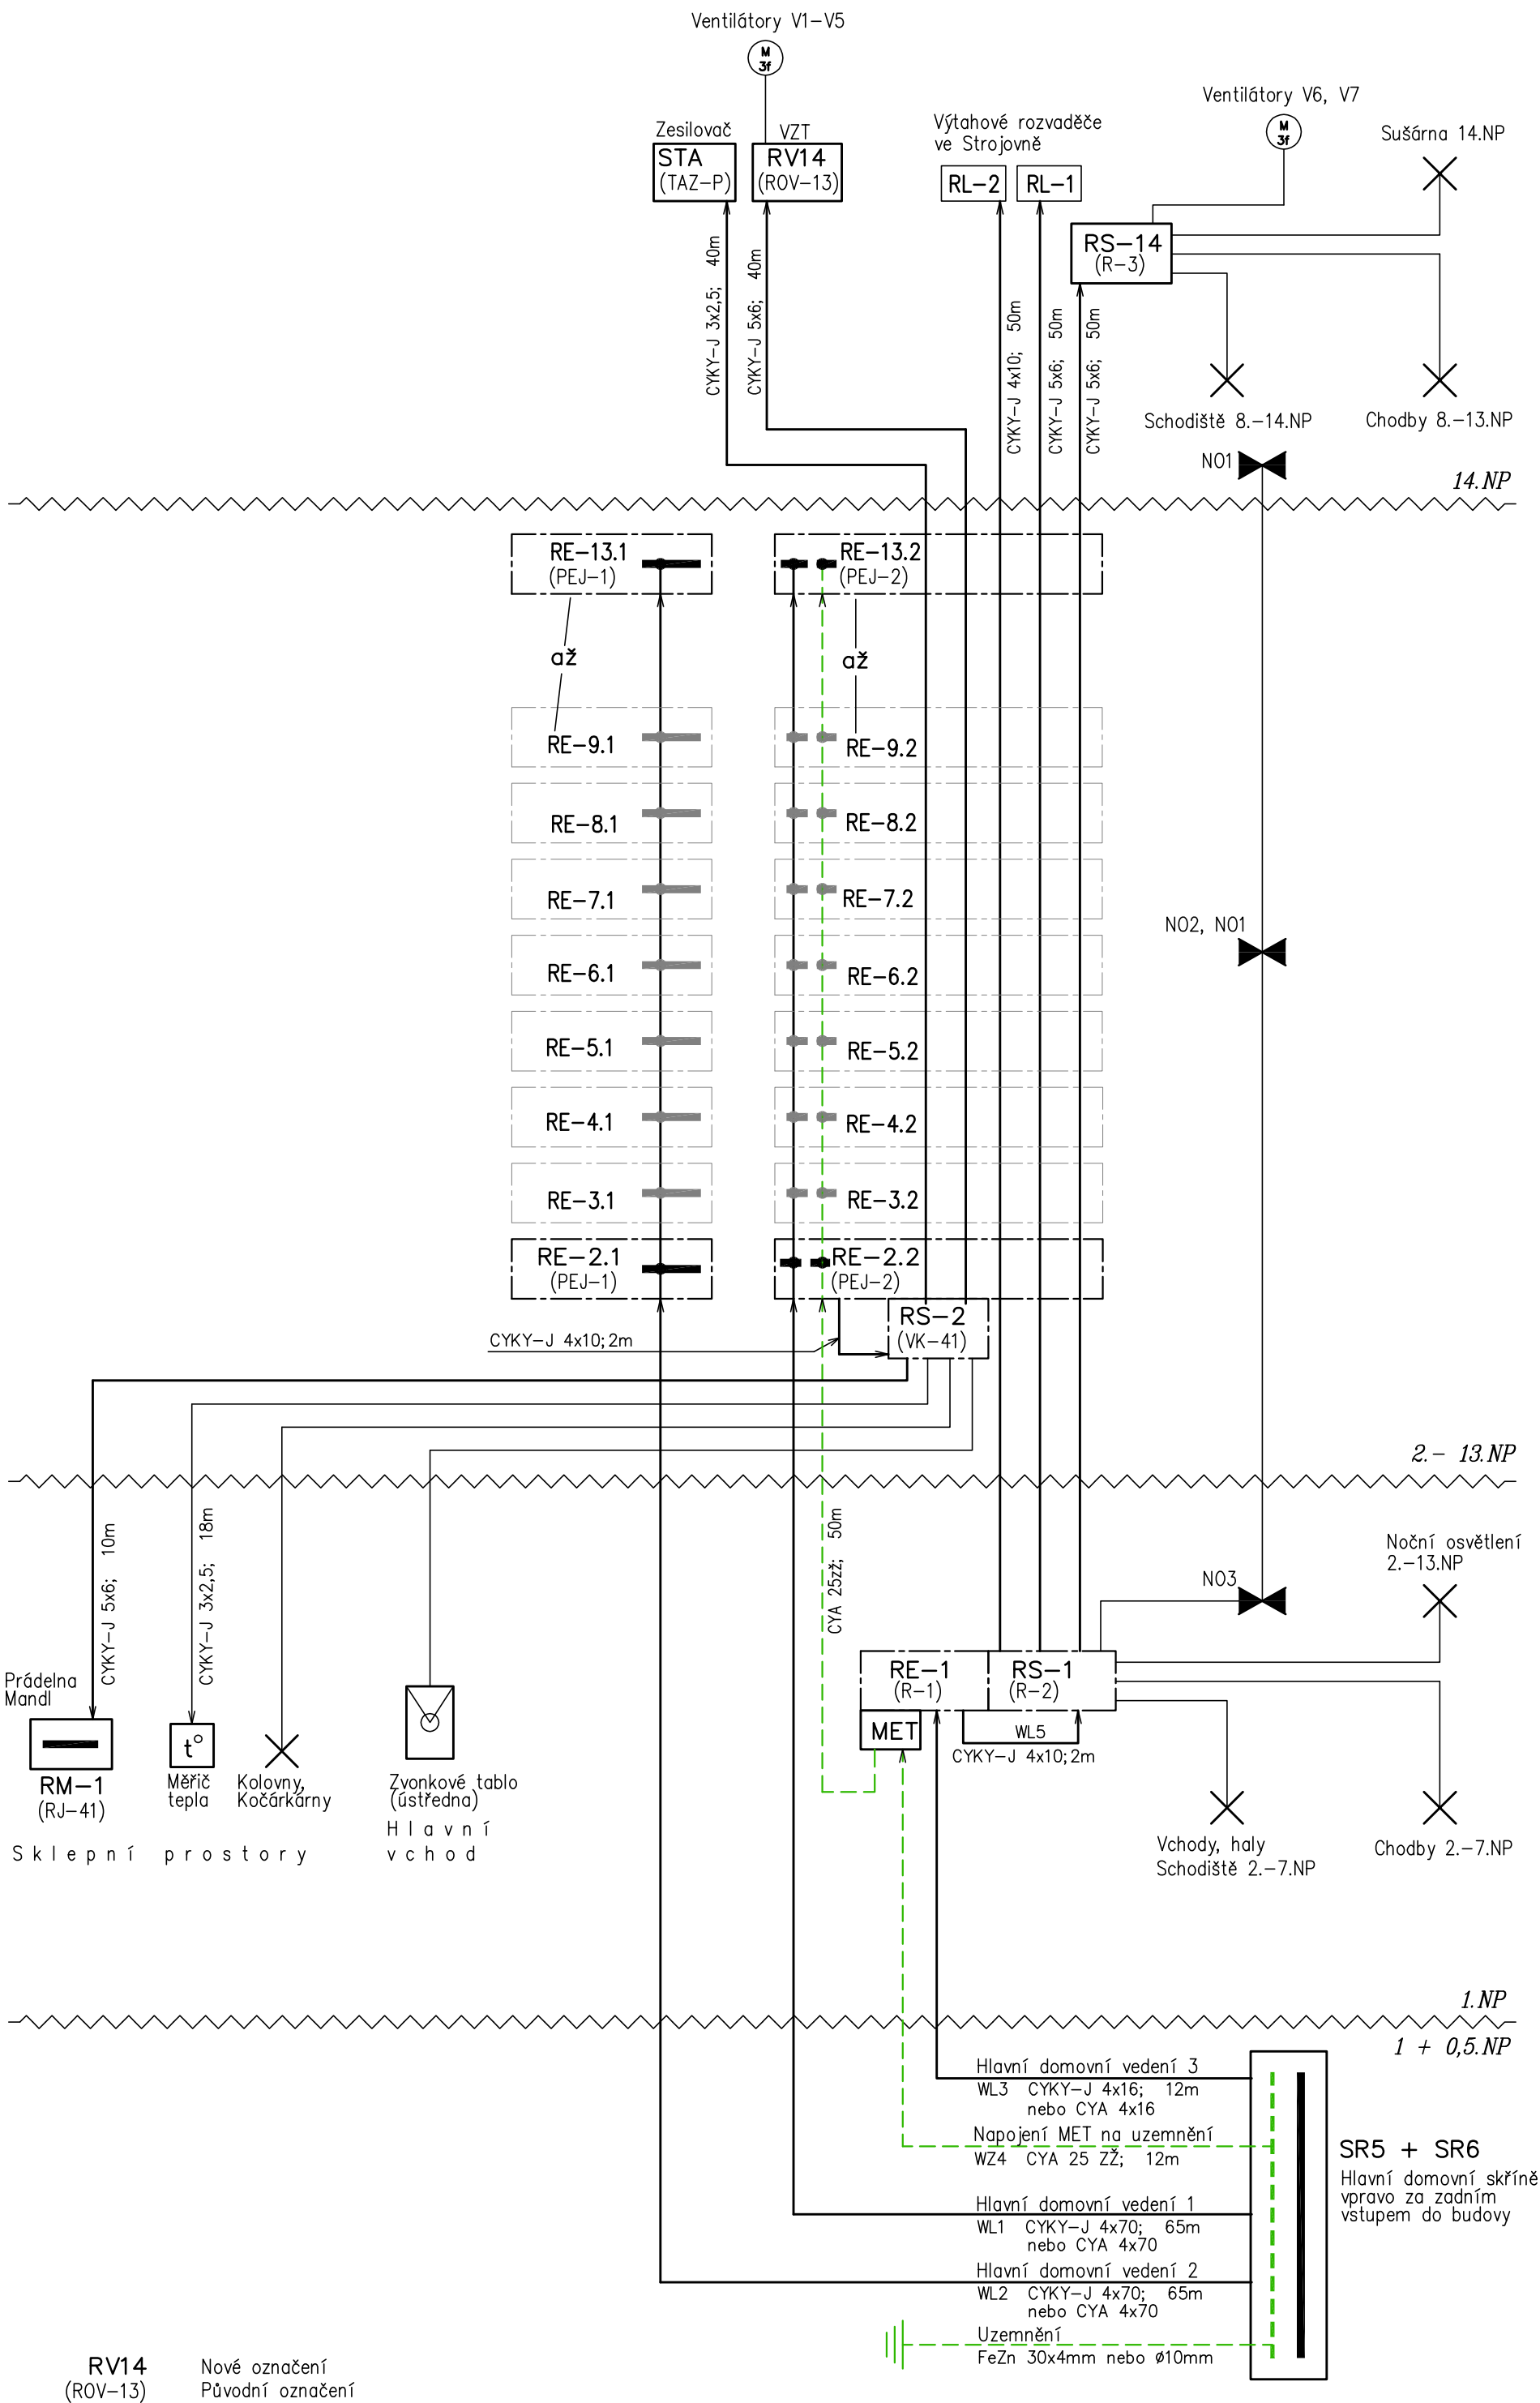 Ventilátory V1-V5
M
3f
Ventilátory V6, V7
M
3f
Zesilovač
STA
(TAZ-P)
VZT
RV14
(ROV-13)
Výtahové rozvaděče
ve Strojovně
RL-2
RL-1
Sušárna 14.NP
RS-14
(R-3)
CYKY-J 3x2,5; 40m
CYKY-J 5x6; 40m
CYKY-J 4x10; 50m
CYKY-J 5x6; 50m
CYKY-J 5x6; 50m
Schodiště 8.-14.NP
Chodby 8.-13.NP
NO1
14.NP
RE-13.1
(PEJ-1)
RE-13.2
(PEJ-2)
až
až
RE-9.1
RE-9.2
RE-8.1
RE-8.2
RE-7.1
RE-7.2
NO2, NO1
RE-6.1
RE-6.2
RE-5.1
RE-5.2
RE-4.1
RE-4.2
RE-3.1
RE-3.2
RE-2.1
(PEJ-1)
RE-2.2
(PEJ-2)
RS-2
(VK-41)
CYKY-J 4x10; 2m
2.- 13.NP
CYKY-J 5x6; 10m
CYKY-J 3x2,5; 18m
CYA 25zž; 50m
Noční osvětlení
2.-13.NP
NO3
Prádelna
Mandl
RE-1
(R-1)
RS-1
(R-2)
MET
WL5
CYKY-J 4x10; 2m
t°
RM-1
(RJ-41)
Měřič
tepla
Kolovny,
Kočárkárny
Zvonkové tablo
(ústředna)
Hlavní
vchod
Sklepní prostory
Vchody, haly
Schodiště 2.-7.NP
Chodby 2.-7.NP
1.NP
1 + 0,5.NP
Hlavní domovní vedení 3
WL3 CYKY-J 4x16; 12m
nebo CYA 4x16
Napojení MET na uzemnění
WZ4 CYA 25 ZŽ; 12m
SR5 + SR6
Hlavní domovní skříně
vpravo za zadním
vstupem do budovy
Hlavní domovní vedení 1
WL1 CYKY-J 4x70; 65m
nebo CYA 4x70
Hlavní domovní vedení 2
WL2 CYKY-J 4x70; 65m
nebo CYA 4x70
Uzemnění
FeZn 30x4mm nebo ø10mm
RV14 Nové označení
(ROV-13) Původní označení